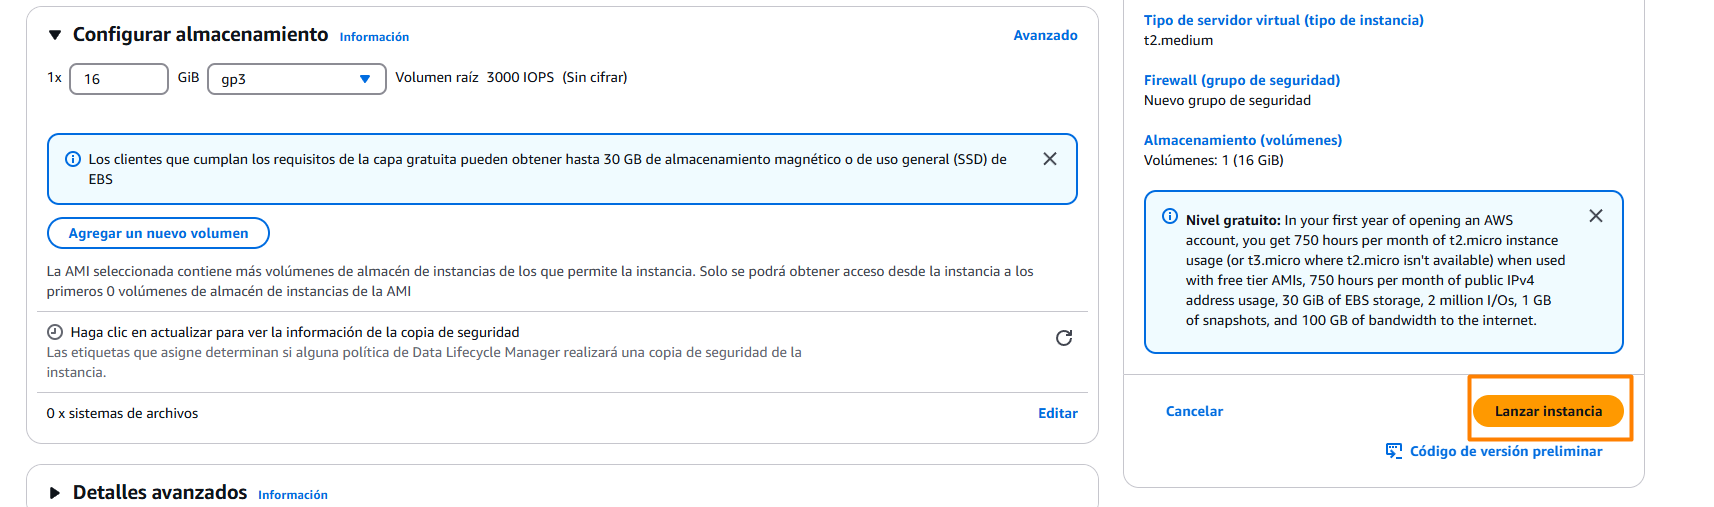 Configurar almacenamiento Información Avanzado
1x 16 GiB gp3 Volumen raíz 3000 IOPS (Sin cifrar)
Los clientes que cumplan los requisitos de la capa gratuita pueden obtener hasta 30 GB de almacenamiento magnético o de uso general (SSD) de
EBS
Agregar un nuevo volumen
La AMI seleccionada contiene más volúmenes de almacén de instancias de los que permite la instancia. Solo se podrá obtener acceso desde la instancia a los
primeros 0 volúmenes de almacén de instancias de la AMI
Haga clic en actualizar para ver la información de la copia de seguridad
Las etiquetas que asigne determinan si alguna política de Data Lifecycle Manager realizará una copia de seguridad de la
instancia.
0 x sistemas de archivos Editar
Detalles avanzados Información
Tipo de servidor virtual (tipo de instancia)
t2.medium
Firewall (grupo de seguridad)
Nuevo grupo de seguridad
Almacenamiento (volúmenes)
Volúmenes: 1 (16 GiB)
Nivel gratuito: In your first year of opening an AWS
account, you get 750 hours per month of t2.micro instance
usage (or t3.micro where t2.micro isn't available) when used
with free tier AMIs, 750 hours per month of public IPv4
address usage, 30 GiB of EBS storage, 2 million I/Os, 1 GB
of snapshots, and 100 GB of bandwidth to the internet.
Cancelar Lanzar instancia
Código de versión preliminar